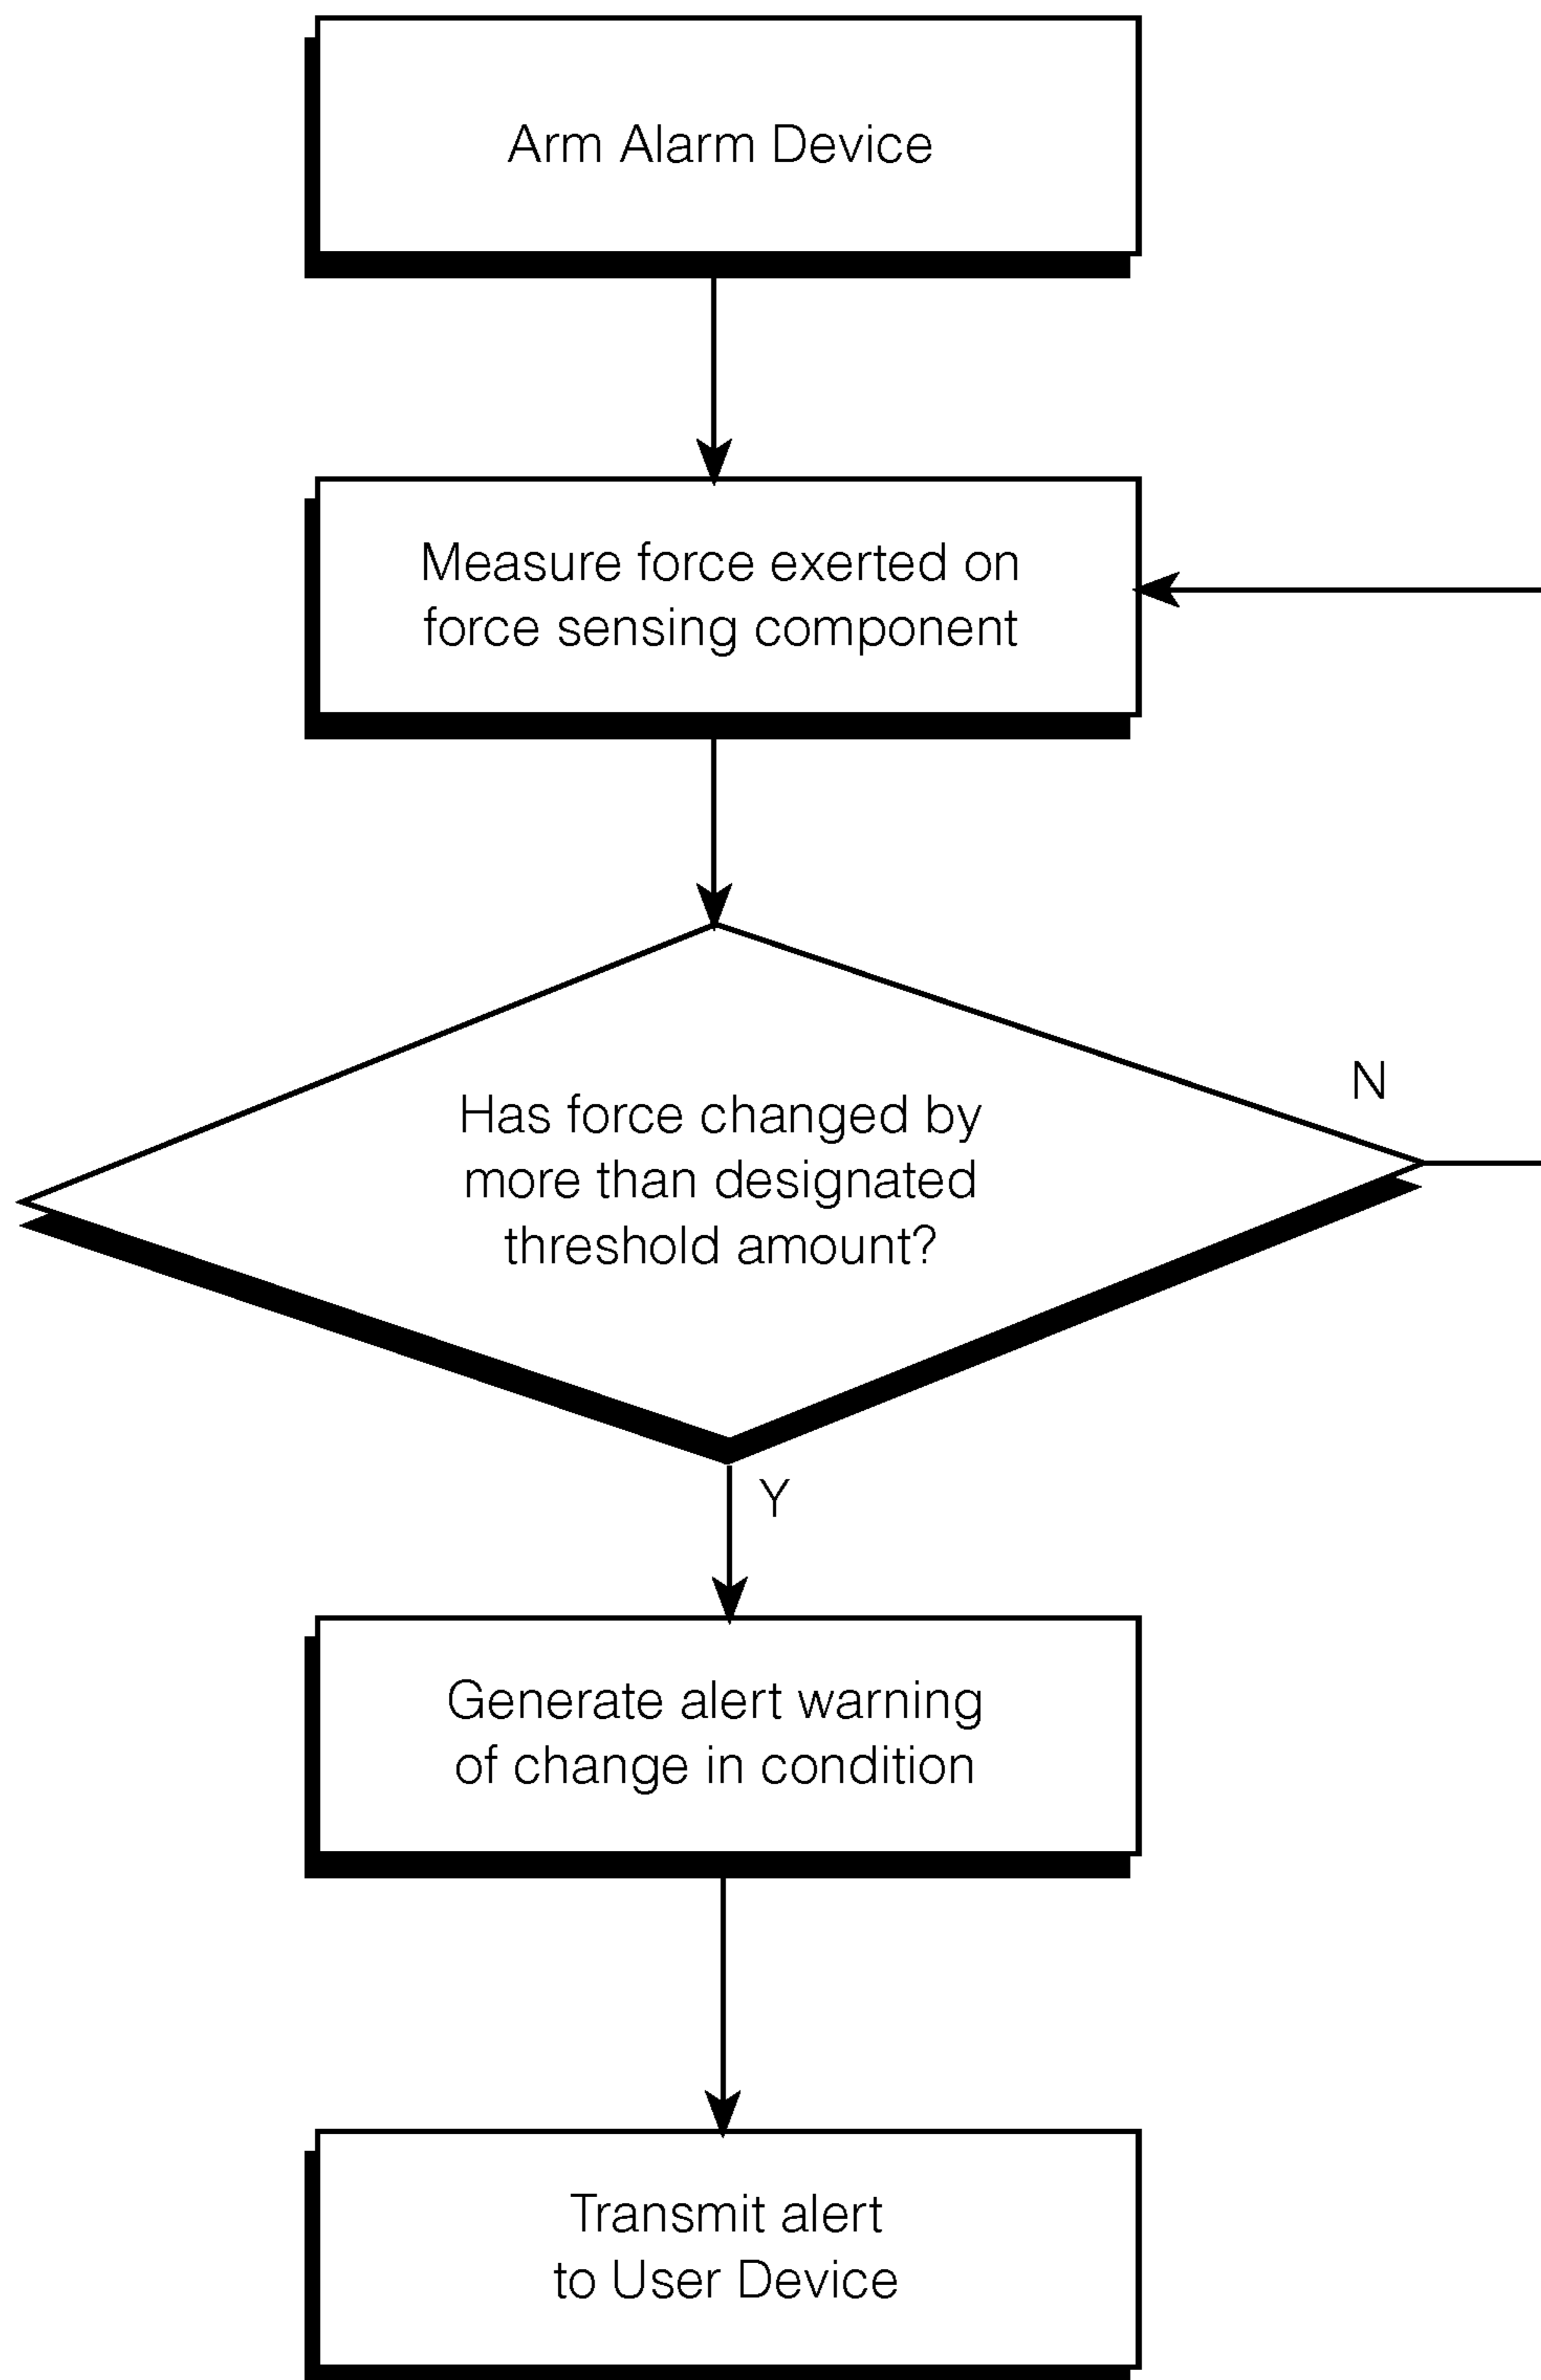 Arm Alarm Device
Measure force exerted on
force sensing component
Has force changed by
more than designated
threshold amount?
N
Y
Generate alert warning
of change in condition
Transmit alert
to User Device